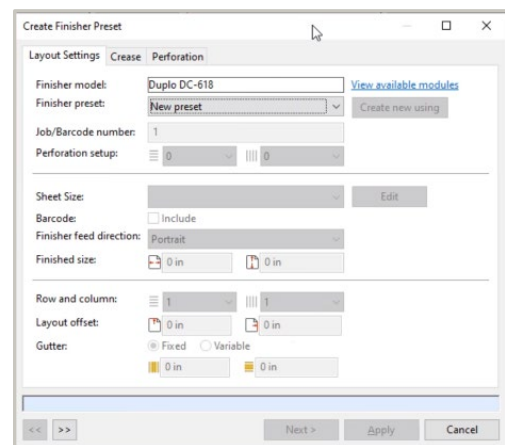 Create Finisher Preset
Layout Settings Crease Perforation
Finisher model: Duplo DC-618 View available modules
Finisher preset: New preset Create new using
Job/Barcode number: 1
Perforation setup: 0 0
Sheet Size: Edit
Barcode: Include
Finisher feed direction: Portrait
Finished size: 0 in 0 in
Row and column: 1 1
Layout offset: 0 in 0 in
Gutter: Fixed Variable
0 in 0 in
<< >> Next > Apply Cancel